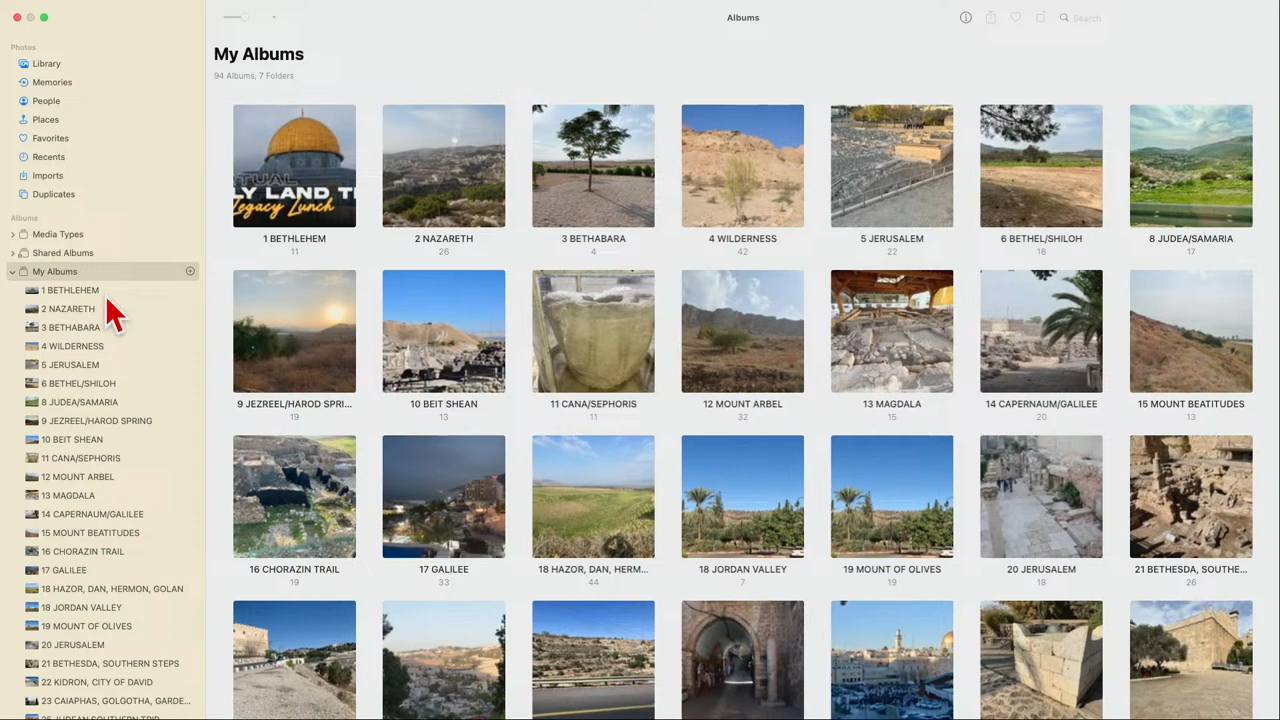 Albums
Search
Photos
Library
Memories
People
Places
Favorites
Recents
Imports
Duplicates
Albums
Media Types
Shared Albums
My Albums
1 BETHLEHEM
2 NAZARETH
3 BETHABARA
4 WILDERNESS
5 JERUSALEM
6 BETHEL/SHILOH
8 JUDEA/SAMARIA
9 JEZREEL/HAROD SPRING
10 BEIT SHEAN
11 CANA/SEPHORIS
12 MOUNT ARBEL
13 MAGDALA
14 CAPERNAUM/GALILEE
15 MOUNT BEATITUDES
16 CHORAZIN TRAIL
17 GALILEE
18 HAZOR, DAN, HERMON, GOLAN
18 JORDAN VALLEY
19 MOUNT OF OLIVES
20 JERUSALEM
21 BETHESDA, SOUTHERN STEPS
22 KIDRON, CITY OF DAVID
23 CAIAPHAS, GOLGOTHA, GARDE...
25 JUDEAN SOUTHERN TRIP
My Albums
94 Albums, 7 Folders
Legacy Lunch
1 BETHLEHEM 2 NAZARETH 3 BETHABARA 4 WILDERNESS 5 JERUSALEM 6 BETHEL/SHILOH 8 JUDEA/SAMARIA
11 26 4 42 22 18 17
9 JEZREEL/HAROD SPRI... 10 BEIT SHEAN 11 CANA/SEPHORIS 12 MOUNT ARBEL 13 MAGDALA 14 CAPERNAUM/GALILEE 15 MOUNT BEATITUDES
19 13 11 32 15 20 13
16 CHORAZIN TRAIL 17 GALILEE 18 HAZOR, DAN, HERM... 18 JORDAN VALLEY 19 MOUNT OF OLIVES 20 JERUSALEM 21 BETHESDA, SOUTHE...
19 33 44 7 19 18 26